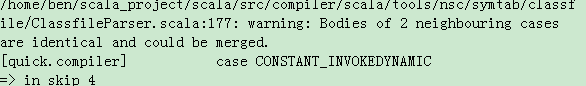 /home/ben/scala_project/scala/src/compiler/scala/tools/nsc/symtab/classf
ile/ClassfileParser.scala:177: warning: Bodies of 2 neighbouring cases
are identical and could be merged.
[quick.compiler]         case CONSTANT_INVOKEDYNAMIC
=> in skip 4